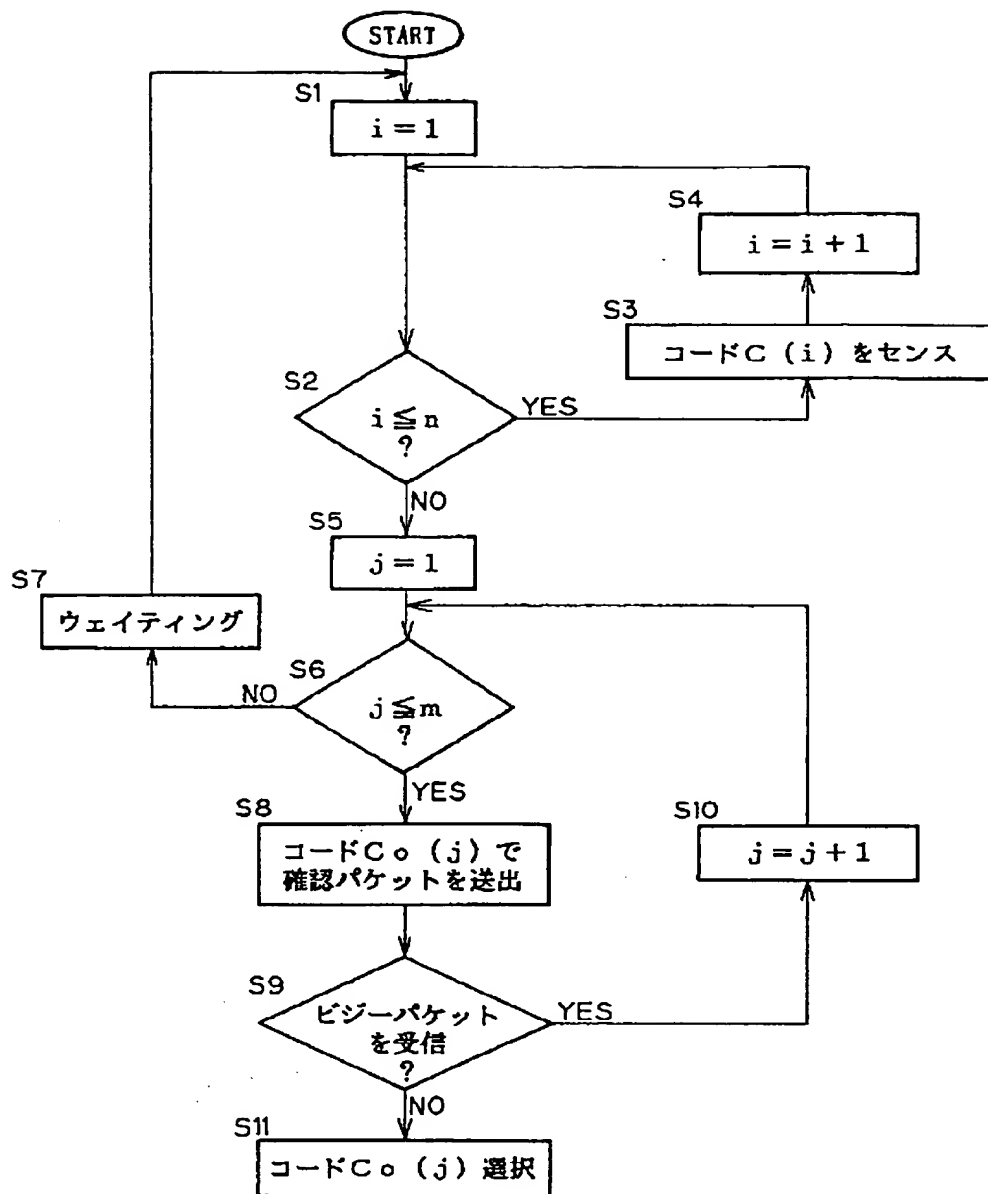 START
S1
i=1
S4
i=i+1
S3
コードC(i)をセンス
S2
i≦n
?
YES
NO
S5
j=1
S7
ウェイティング
S6
NO
j≦m
?
YES
S8
コードCo(j)で
確認パケットを送出
S10
j=j+1
S9
ビジーパケット
を受信
?
YES
NO
S11
コードCo(j)選択